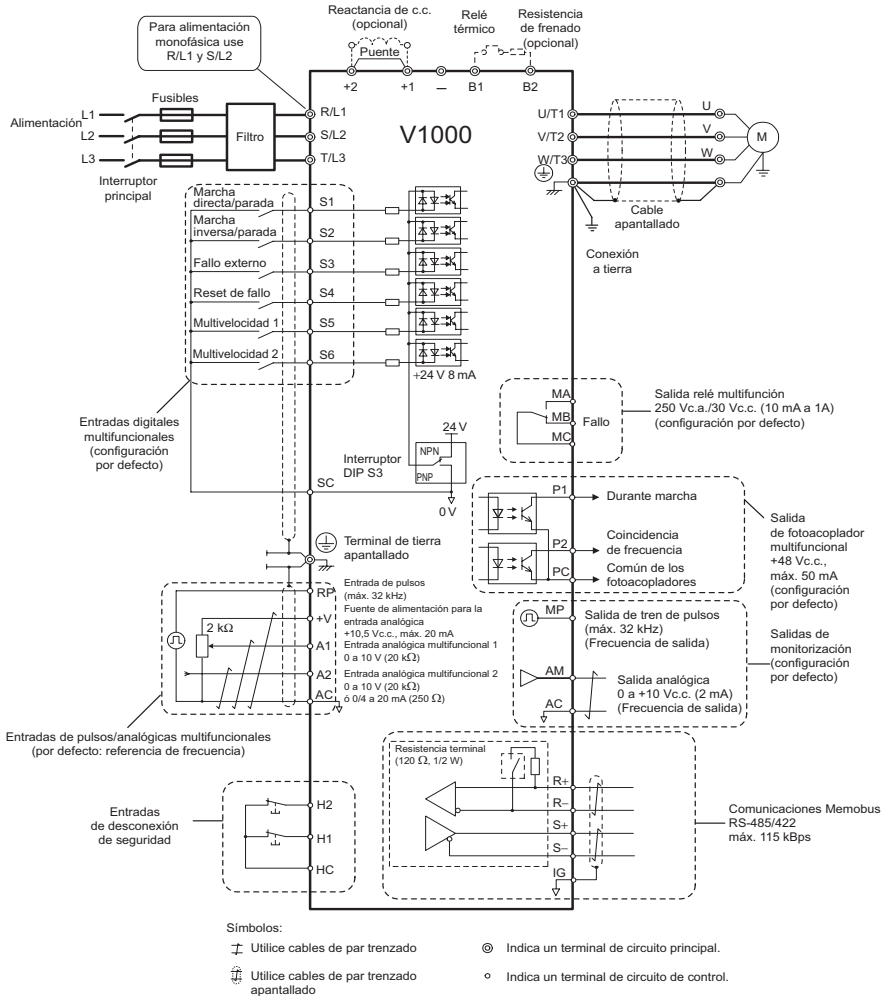 Reactancia de c.c.
(opcional)
Puente
Relé
térmico
Resistencia
de frenado
(opcional)
Para alimentación
monofásica use
R/L1 y S/L2
+2
+1
–
B1
B2
Alimentación
L1
L2
L3
Fusibles
Filtro
Interruptor
principal
R/L1
S/L2
T/L3
V1000
U/T1
V/T2
W/T3
U
V
W
M
Cable
apantallado
Conexión
a tierra
Marcha
directa/parada
S1
Marcha
inversa/parada
S2
Fallo externo
S3
Reset de fallo
S4
Multivelocidad 1
S5
Multivelocidad 2
S6
+24 V 8 mA
Entradas digitales
multifuncionales
(configuración
por defecto)
24 V
NPN
PNP
0 V
Interruptor
DIP S3
SC
MA
MB
MC
Fallo
Salida relé multifunción
250 Vc.a./30 Vc.c. (10 mA a 1A)
(configuración por defecto)
P1
Durante marcha
P2
Coincidencia
de frecuencia
PC
Común de los
fotoacopladores
Salida
de fotoacoplador
multifuncional
+48 Vc.c.,
máx. 50 mA
(configuración
por defecto)
Terminal de tierra
apantallado
RP
Entrada de pulsos
(máx. 32 kHz)
+V
Fuente de alimentación para la
entrada analógica
+10,5 Vc.c., máx. 20 mA
2 kΩ
A1
Entrada analógica multifuncional 1
0 a 10 V (20 kΩ)
A2
Entrada analógica multifuncional 2
0 a 10 V (20 kΩ)
ó 0/4 a 20 mA (250 Ω)
AC
Entradas de pulsos/analógicas multifuncionales
(por defecto: referencia de frecuencia)
MP
Salida de tren de pulsos
(máx. 32 kHz)
(Frecuencia de salida)
AM
Salida analógica
0 a +10 Vc.c. (2 mA)
(Frecuencia de salida)
AC
Salidas de
monitorización
(configuración
por defecto)
Entradas
de desconexión
de seguridad
H2
H1
HC
Resistencia terminal
(120 Ω, 1/2 W)
R+
R–
S+
S–
IG
Comunicaciones Memobus
RS-485/422
máx. 115 kBps
Símbolos:
Utilice cables de par trenzado
Utilice cables de par trenzado
apantallado
Indica un terminal de circuito principal.
Indica un terminal de circuito de control.